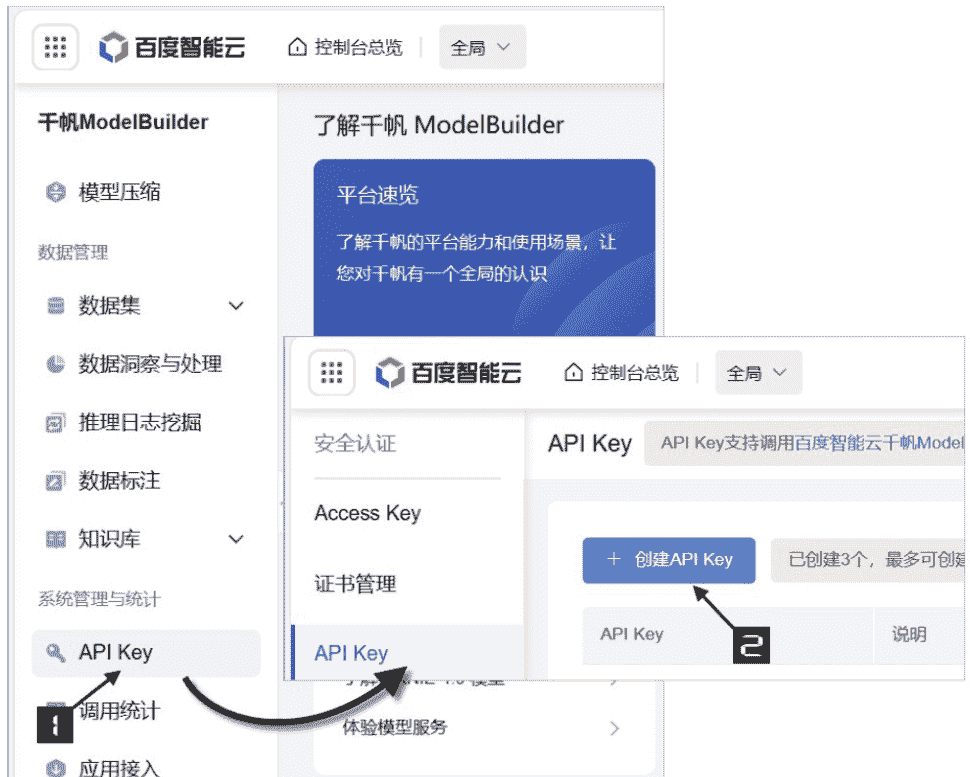 百度智能云
控制台总览
全局
千帆ModelBuilder
了解千帆 ModelBuilder
模型压缩
平台速览
了解千帆的平台能力和使用场景，让
您对千帆有一个全局的认识
数据管理
数据集
数据洞察与处理
推理日志挖掘
数据标注
知识库
系统管理与统计
API Key
1
调用统计
应用接入
百度智能云
控制台总览
全局
安全认证
API Key
API Key支持调用百度智能云千帆Model
Access Key
+ 创建API Key
已创建3个，最多可创建
证书管理
API Key
说明
2
API Key
体验模型服务